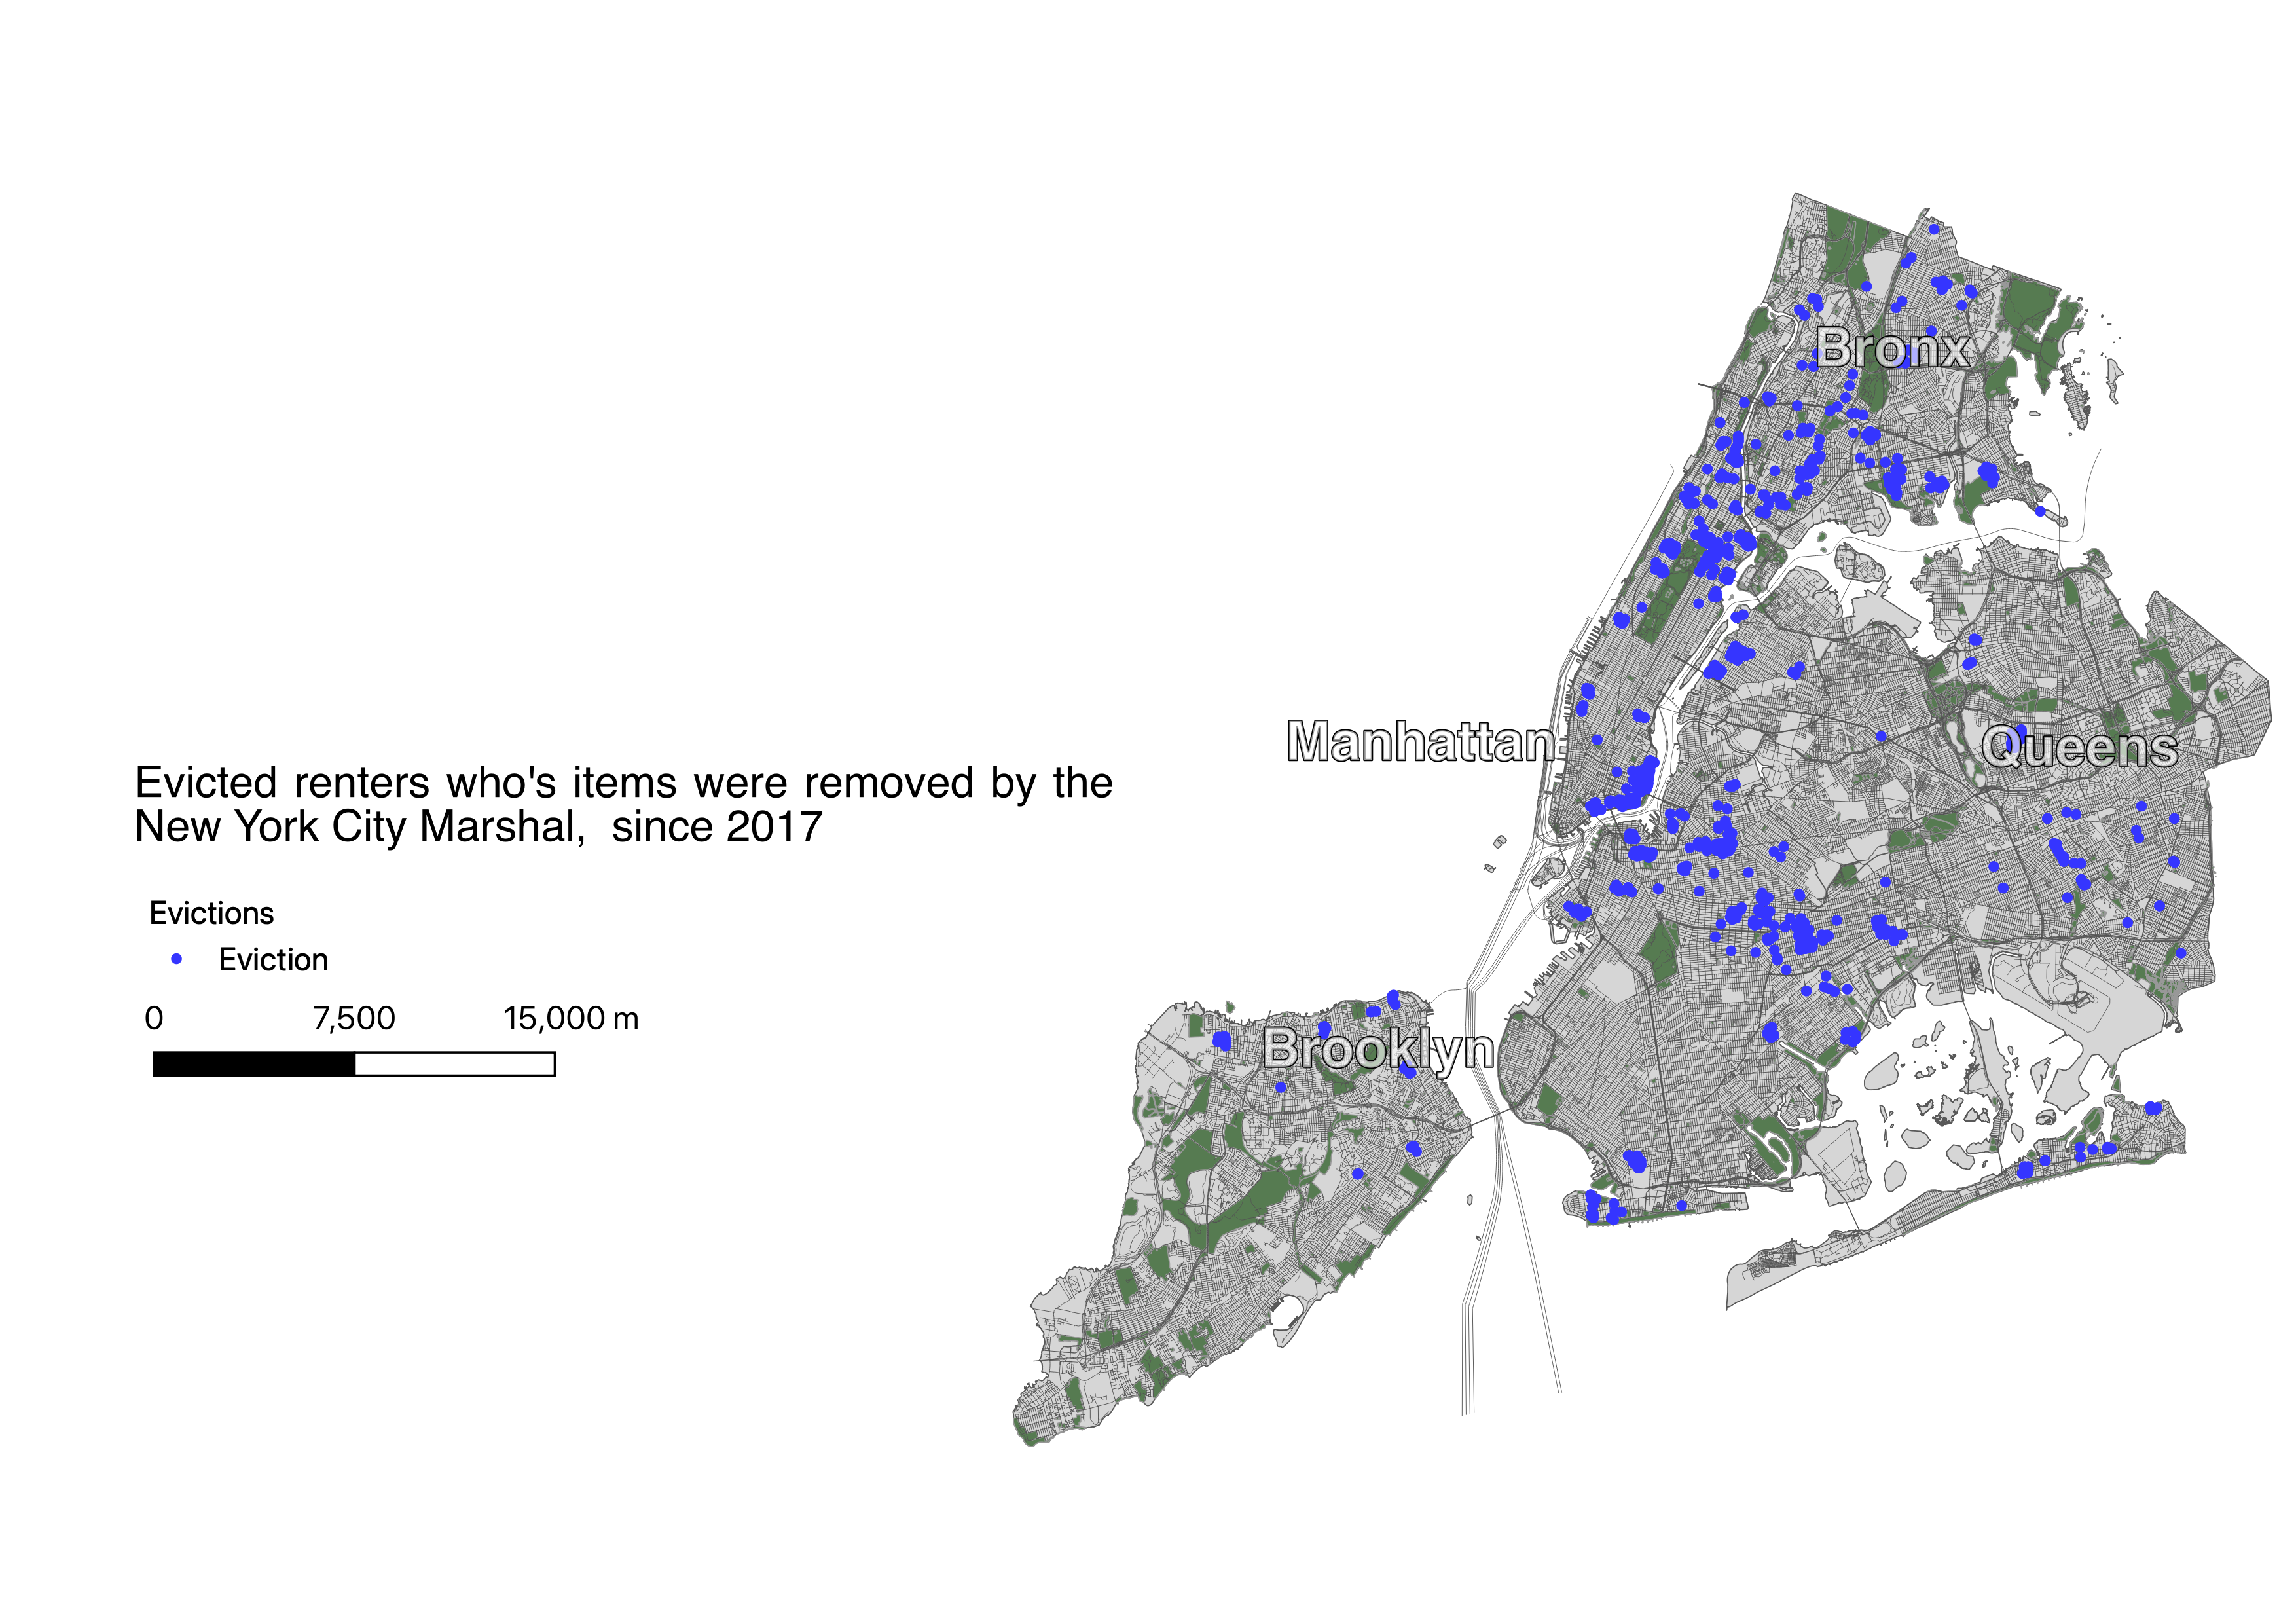 Bronx
Manhattan
Queens
Evicted renters who's items were removed by the
New York City Marshal,  since 2017
Evictions
Eviction
0 7,500 15,000 m
Brooklyn